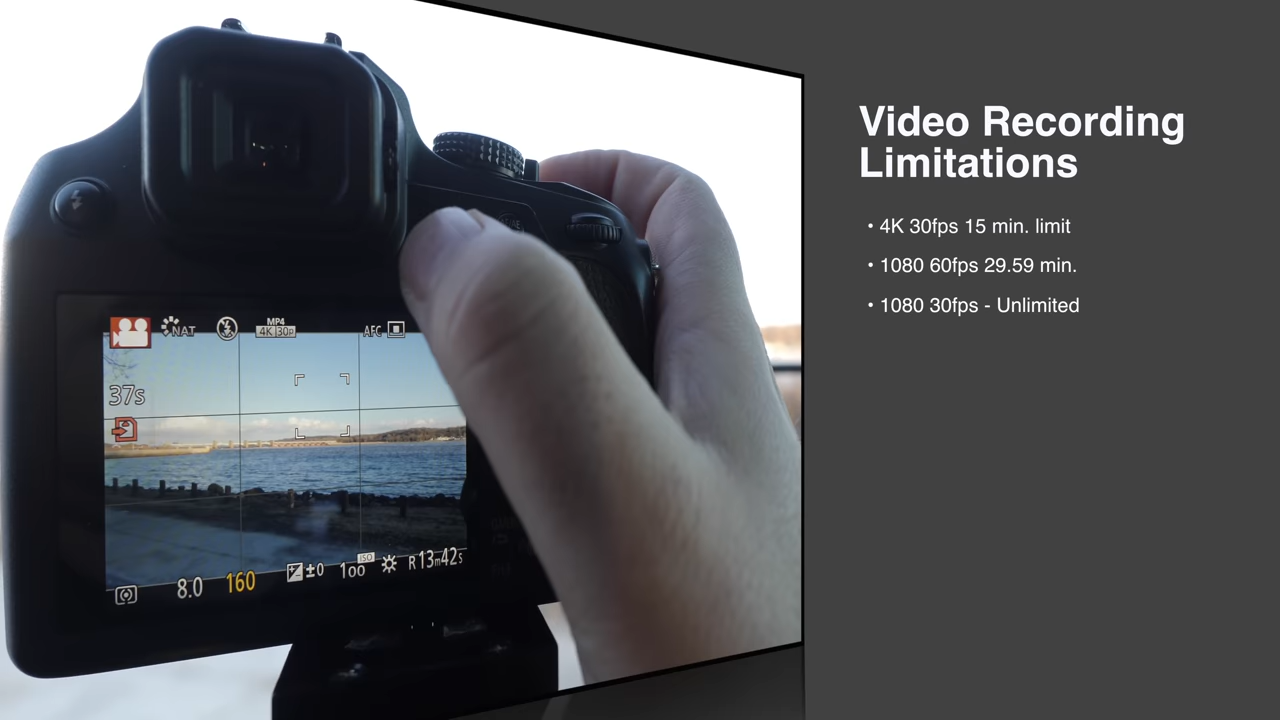 Video Recording
Limitations
• 4K 30fps 15 min. limit
• 1080 60fps 29.59 min.
• 1080 30fps - Unlimited
NAT
MP4
4K 30p
AFC
37s
ISO
8.0 160 ±0 100 R13m42s